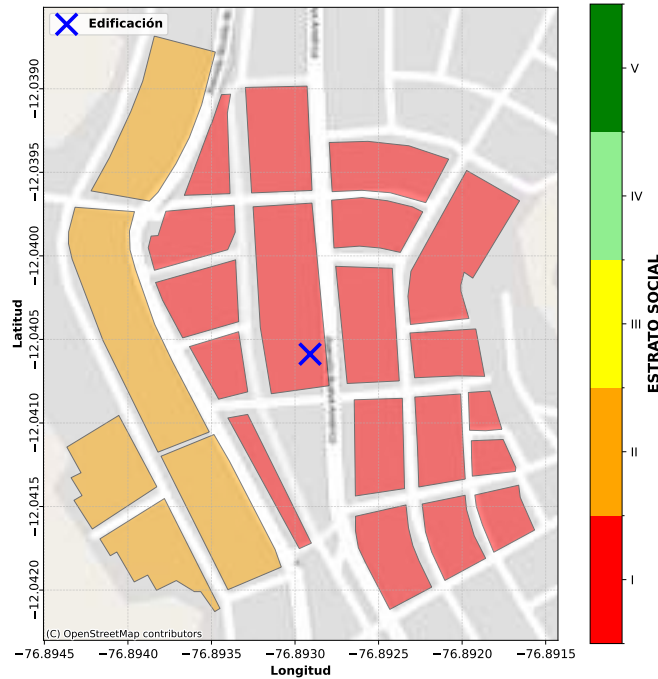 Edificación
−12.0390
−12.0395
−12.0400
−12.0405
−12.0410
−12.0415
−12.0420
Latitud
(C) OpenStreetMap contributors
−76.8945
−76.8940
−76.8935
−76.8930
−76.8925
−76.8920
−76.8915
Longitud
V
IV
III
II
I
ESTRATO SOCIAL